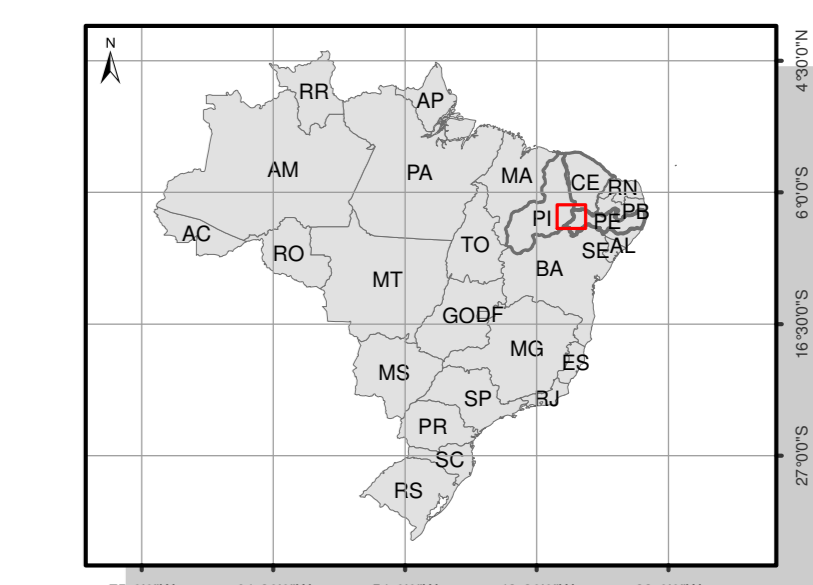 N
4°30'0"N
RR
AP
AM
PA
MA
CE
RN
6°0'0"S
PI
PE
PB
AC
RO
TO
SE
AL
BA
MT
GO
DF
16°30'0"S
MG
ES
MS
SP
RJ
PR
SC
27°0'0"S
RS